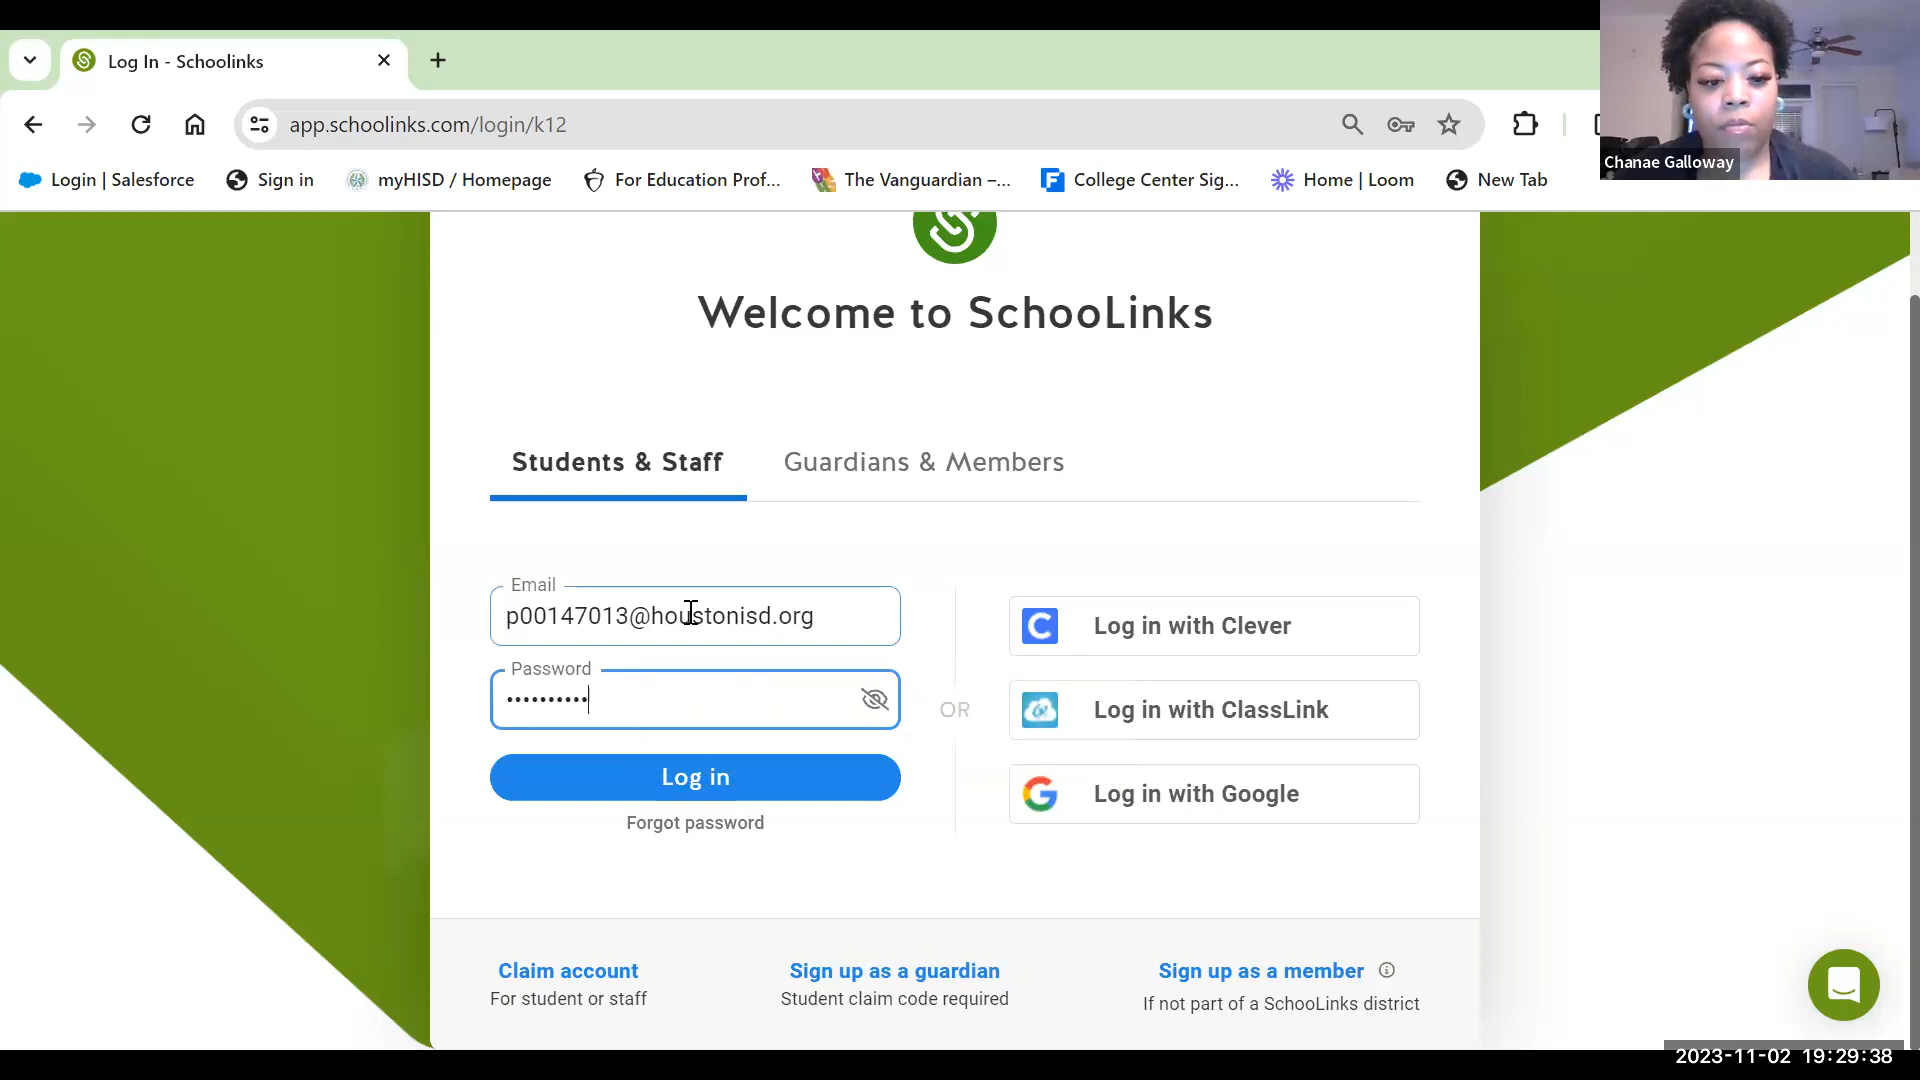 Log In - Schoolinks
app.schoolinks.com/login/k12
Login | Salesforce
Sign in
myHISD / Homepage
For Education Prof...
The Vanguardian –...
College Center Sig...
Home | Loom
New Tab
Chanae Galloway
Welcome to SchooLinks
Students & Staff
Guardians & Members
Email
p00147013@houstonisd.org
Password
••••••••••
Log in
Forgot password
OR
Log in with Clever
Log in with ClassLink
Log in with Google
Claim account
For student or staff
Sign up as a guardian
Student claim code required
Sign up as a member
If not part of a SchooLinks district
2023-11-02 19:29:38